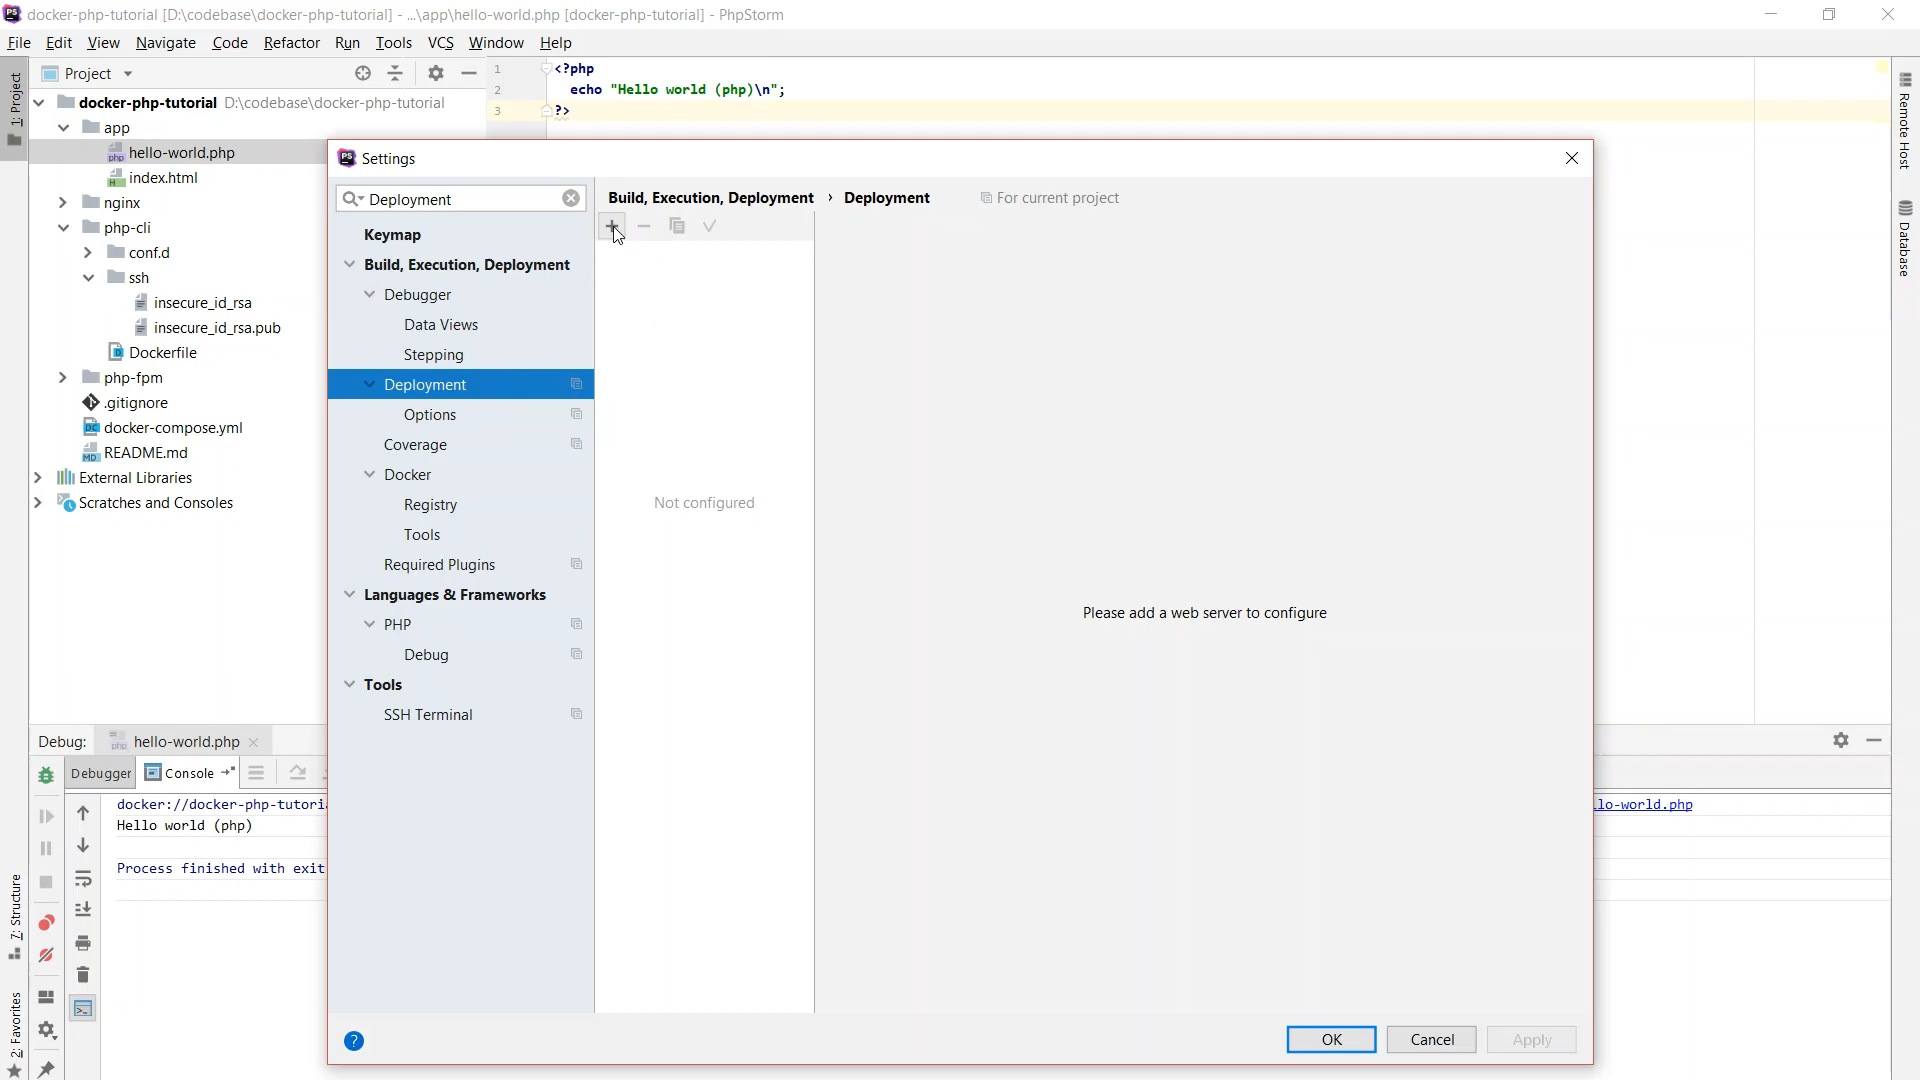 docker-php-tutorial [D:\codebase\docker-php-tutorial] - ...\app\hello-world.php [docker-php-tutorial] - PhpStorm
File Edit View Navigate Code Refactor Run Tools VCS Window Help
1: Project
Project
docker-php-tutorial D:\codebase\docker-php-tutorial
app
hello-world.php
index.html
nginx
php-cli
conf.d
ssh
insecure_id_rsa
insecure_id_rsa.pub
Dockerfile
php-fpm
.gitignore
docker-compose.yml
README.md
External Libraries
Scratches and Consoles
1 <?php
2 echo "Hello world (php)\n";
3 ?>
Remote Host
Database
Settings
Deployment
Keymap
Build, Execution, Deployment
Debugger
Data Views
Stepping
Deployment
Options
Coverage
Docker
Registry
Tools
Required Plugins
Languages & Frameworks
PHP
Debug
Tools
SSH Terminal
Build, Execution, Deployment › Deployment For current project
Not configured
Please add a web server to configure
OK Cancel Apply
Debug: hello-world.php
Debugger Console
docker://docker-php-tutoria
lo-world.php
Hello world (php)
Process finished with exit
7: Structure
2: Favorites